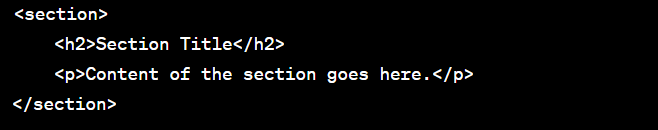 <section>
    <h2>Section Title</h2>
    <p>Content of the section goes here.</p>
</section>